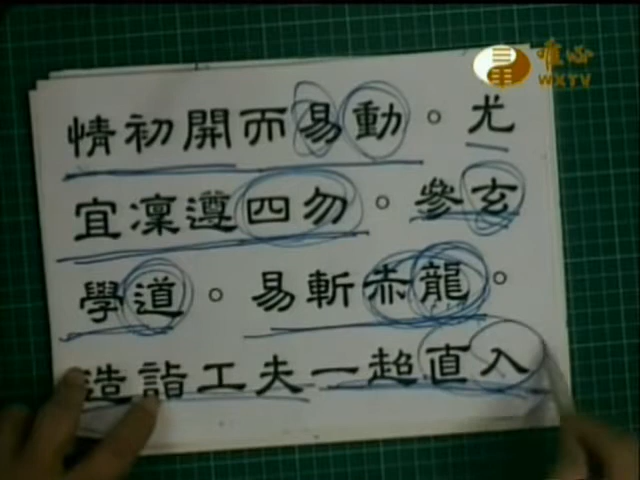 唯心
WXTV
情初開而易動。尤
宜凜遵四勿。參玄
學道。易斬赤龍。
造詣工夫一超直入